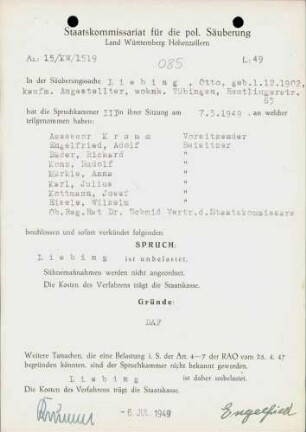 Staatskommissariat für die pol. Säuberung
Land Württemberg Hohenzollern
Az.: 15/KW/1519
085
L.49
In der Säuberungssache L i e b i n g , Otto, geb.1.12.1902,
kaufm. Angestellter, wohnh. Tübingen, Reutlingerstr.
65
hat die Spruchkammer III in ihrer Sitzung am 7.3.1949 , an welcher
teilgenommen haben:
Assessor K r a m m Vorsitzender
Engelfried, Adolf Beisitzer
Bader, Richard "
Konz, Rudolf "
Märkle, Anna "
Karl, Julius "
Kottmann, Josef "
Eisele, Wilhelm "
Ob.Reg.Rat Dr. Schmid Vertr.d.Staatskommissars
beschlossen und sofort verkündet folgenden
SPRUCH:
L i e b i n g ist unbelastet.
Sühnemaßnahmen werden nicht angeordnet.
Die Kosten des Verfahrens trägt die Staatskasse.
Gründe:
DAF
Weitere Tatsachen, die eine Belastung i. S. der Art. 4-7 der RAO vom 28. 4. 47
begründen könnten, sind der Spruchkammer nicht bekannt geworden.
L i e b i n g ist daher unbelastet.
Die Kosten des Verfahrens trägt die Staatskasse.
-6. JUL. 1949
Engelfried